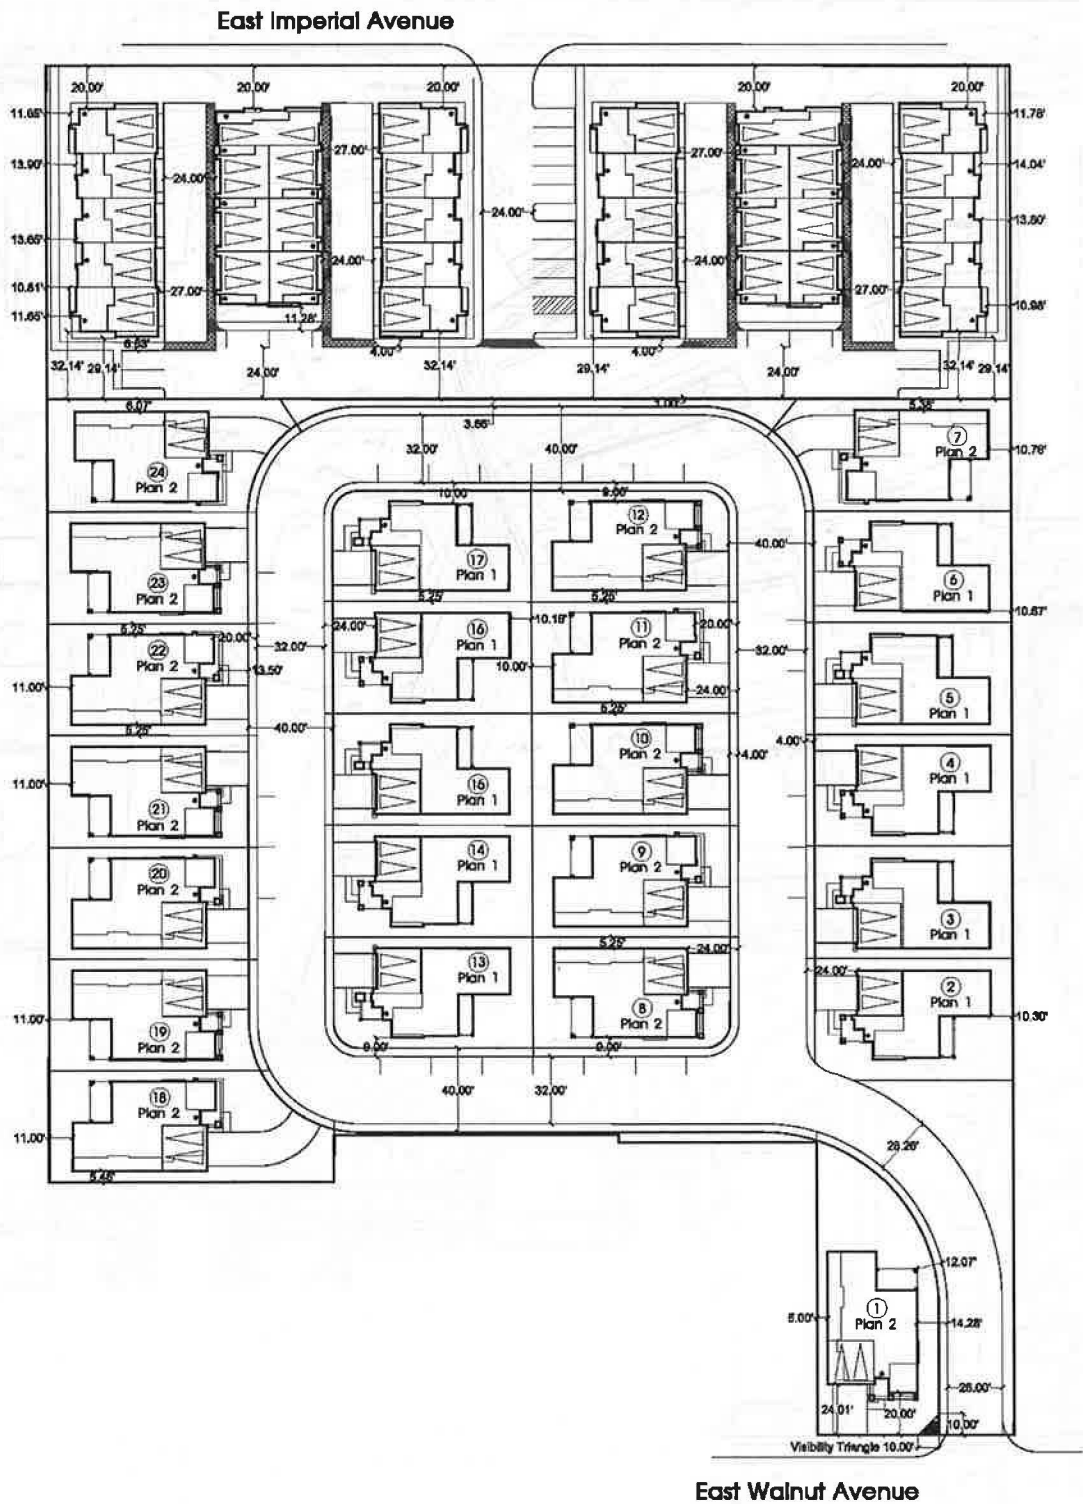 East Imperial Avenue
20.00' 20.00' 20.00' 20.00' 20.00'
11.65' 11.78'
27.00' 27.00'
13.90' 24.00' 24.00' 14.04'
24.00'
13.65' 13.60'
24.00' 24.00'
10.81' 27.00' 27.00' 10.98'
11.65' 11.28'
6.53' 4.00' 4.00'
32.14' 29.14' 24.00' 32.14' 29.14' 24.00' 32.14' 29.14'
6.07' 3.66' 5.35'
24 Plan 2
32.00' 40.00'
7 Plan 2
10.76'
10.00' 9.00'
23 Plan 2
17 Plan 1
12 Plan 2
40.00'
6 Plan 1
10.67'
5.25' 5.25' 5.25'
22 Plan 2
20.00' 24.00'
16 Plan 1
10.18'
11 Plan 2
20.00'
32.00' 32.00'
13.50' 10.00' 24.00'
11.00'
5 Plan 1
5.25' 5.25'
40.00'
21 Plan 2
16 Plan 1
10 Plan 2
4.00' 4.00'
4 Plan 1
11.00'
20 Plan 2
14 Plan 1
9 Plan 2
3 Plan 1
5.25' 24.00'
19 Plan 2
13 Plan 1
8 Plan 2
24.00'
2 Plan 1
11.00' 10.30'
9.00' 9.00'
18 Plan 2
40.00' 32.00'
11.00'
5.46'
28.26'
12.07'
1 Plan 2
5.00' 14.28'
24.01' 20.00' 26.00'
10.00'
Visibility Triangle 10.00'
East Walnut Avenue